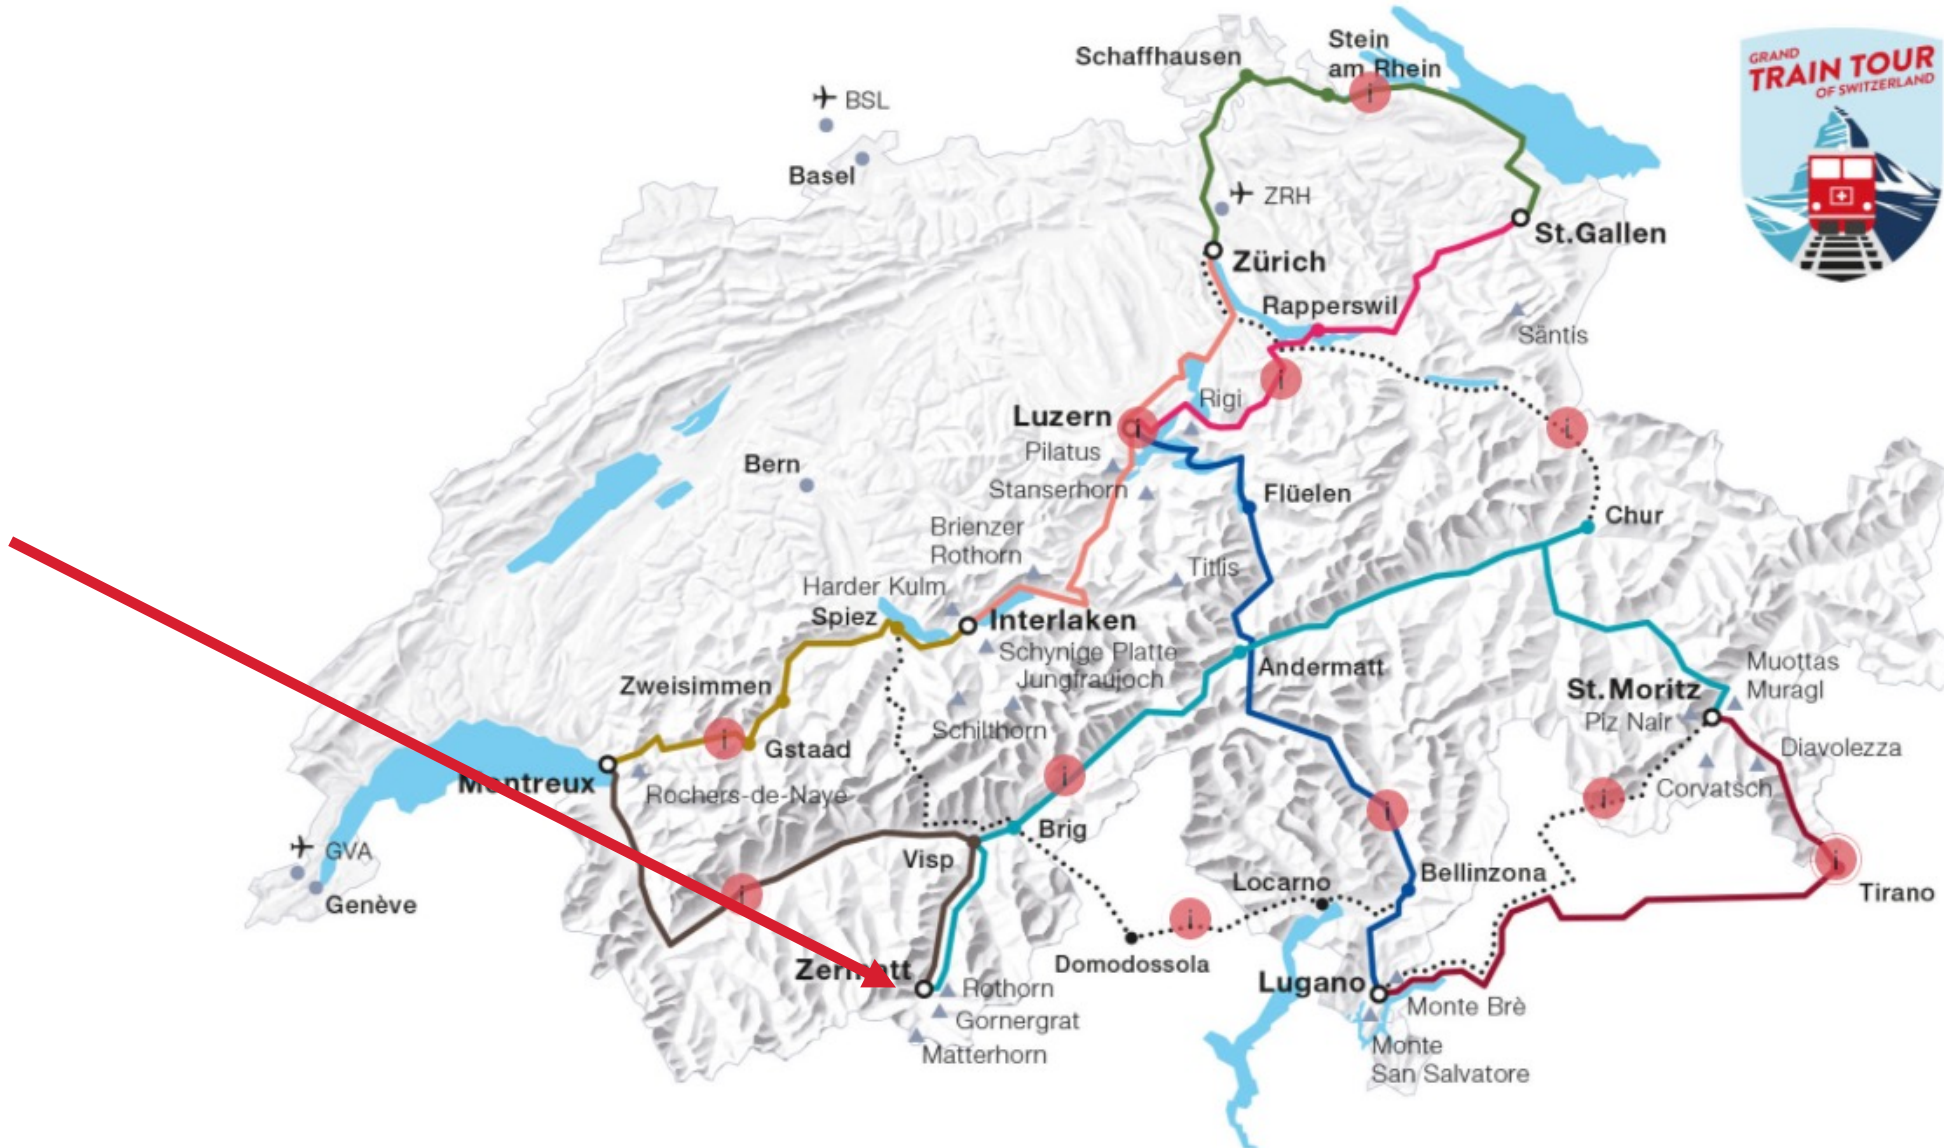 GRAND
TRAIN TOUR
OF SWITZERLAND
Schaffhausen
Stein
am Rhein
BSL
Basel
ZRH
St.Gallen
Zürich
Rapperswil
Säntis
Rigi
Luzern
Pilatus
Bern
Stanserhorn
Flüelen
Chur
Brienzer
Rothorn
Titlis
Harder Kulm
Spiez
Interlaken
Schynige Platte
Jungfraujoch
Andermatt
Muottas
Muragl
Zweisimmen
St.Moritz
Piz Nair
Schilthorn
Gstaad
Diavolezza
Montreux
Rochers-de-Naye
Corvatsch
Brig
GVA
Visp
Bellinzona
Locarno
Tirano
Genève
Domodossola
Zermatt
Rothorn
Lugano
Monte Brè
Gornergrat
Matterhorn
Monte
San Salvatore
i
i
i
i
i
i
i
i
i
i
i